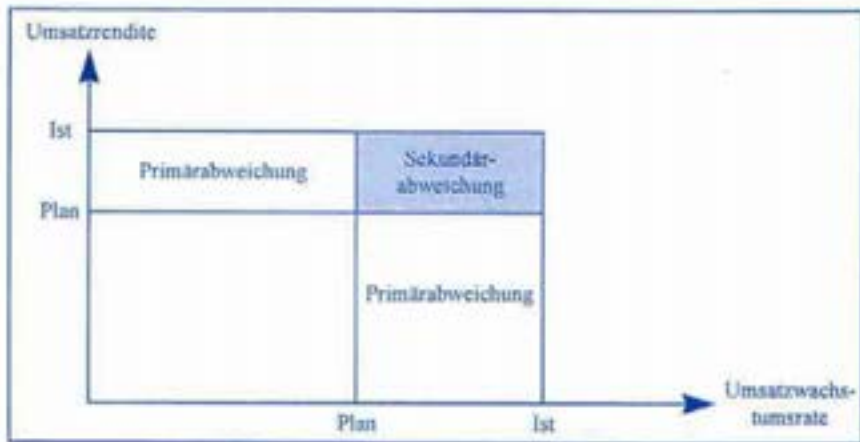 Umsatzrendite
Ist
Primärabweichung
Sekundär-
abweichung
Plan
Primärabweichung
Plan
Ist
Umsatzwachs-
tumsrate